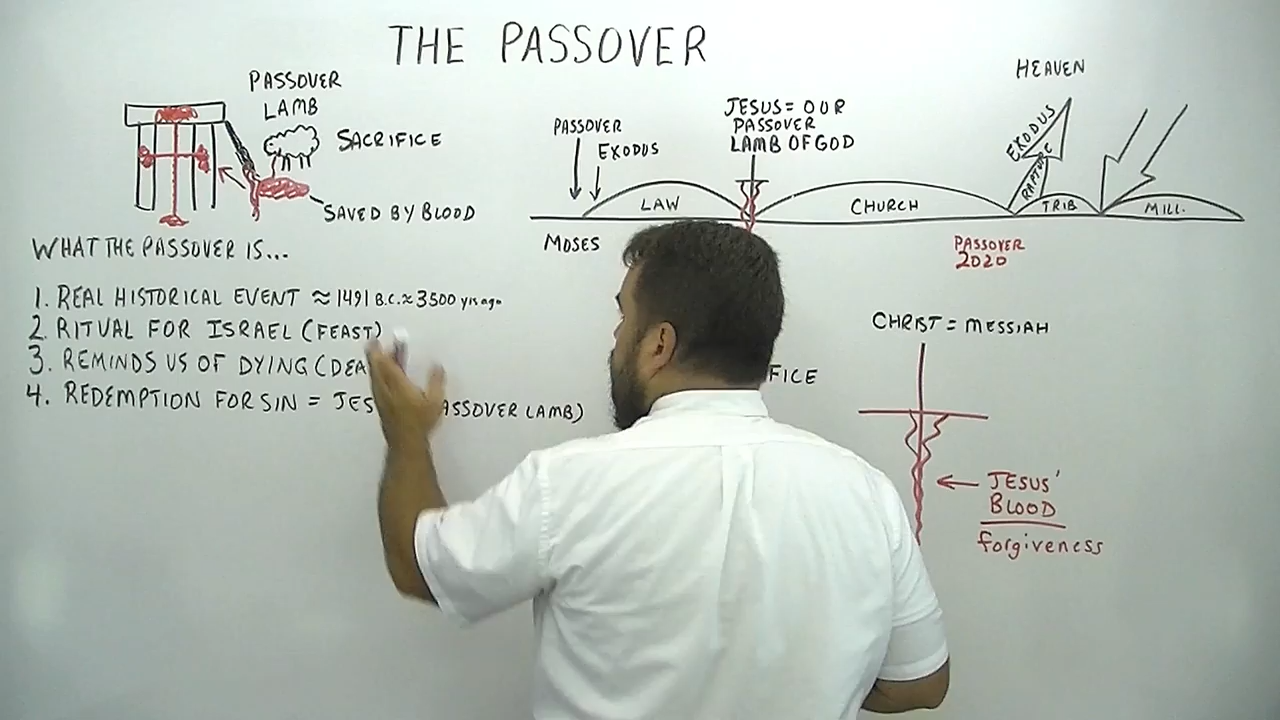 THE PASSOVER
PASSOVER
LAMB
SACRIFICE
SAVED BY BLOOD
WHAT THE PASSOVER IS...
1. REAL HISTORICAL EVENT ≈ 1491 B.C. ≈ 3500 yrs ago
2. RITUAL FOR ISRAEL (FEAST)
3. REMINDS US OF DYING (DEA
4. REDEMPTION FOR SIN = JES ASSOVER LAMB)
PASSOVER
EXODUS
JESUS = OUR
PASSOVER
LAMB OF GOD
HEAVEN
EXODUS
RAPTURE
LAW
CHURCH
TRIB
MILL.
MOSES
PASSOVER
2020
FICE
CHRIST = MESSIAH
JESUS'
BLOOD
forgiveness